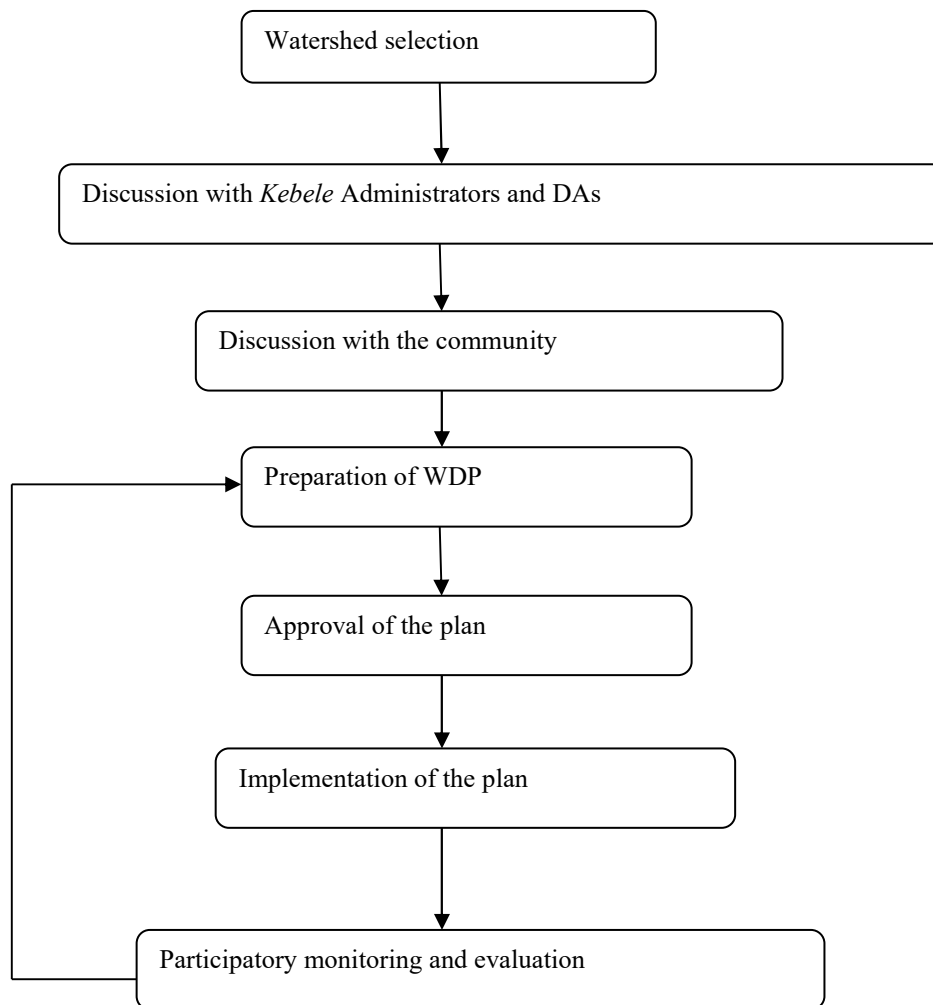 Watershed selection
Discussion with Kebele Administrators and DAs
Discussion with the community
Preparation of WDP
Approval of the plan
Implementation of the plan
Participatory monitoring and evaluation